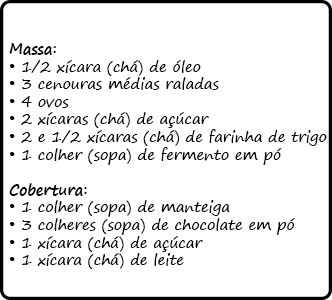 Massa:
• 1/2 xícara (chá) de óleo
• 3 cenouras médias raladas
• 4 ovos
• 2 xícaras (chá) de açúcar
• 2 e 1/2 xícaras (chá) de farinha de trigo
• 1 colher (sopa) de fermento em pó
Cobertura:
• 1 colher (sopa) de manteiga
• 3 colheres (sopa) de chocolate em pó
• 1 xícara (chá) de açúcar
• 1 xícara (chá) de leite